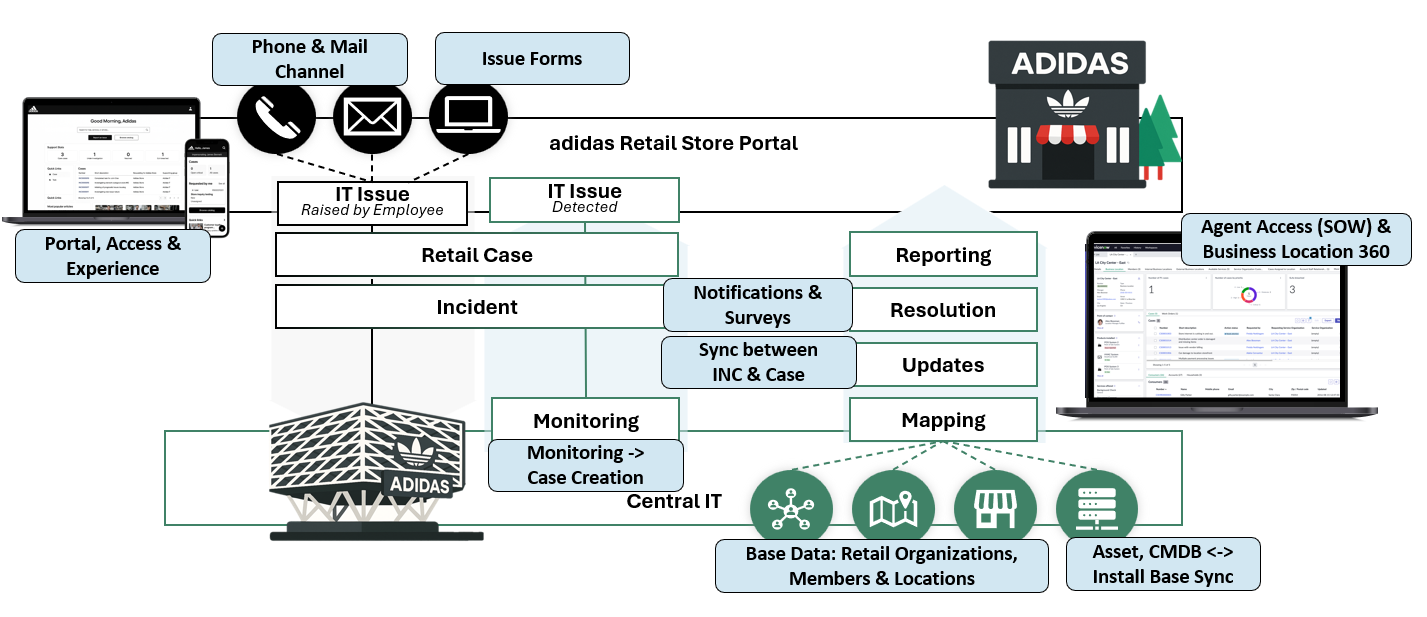 Phone & Mail
Channel
Issue Forms
ADIDAS
adidas Retail Store Portal
Good Morning, Adidas
IT Issue
Raised by Employee
IT Issue
Detected
Portal, Access &
Experience
Agent Access (SOW) &
Business Location 360
Retail Case
Reporting
Incident
Notifications &
Surveys
Resolution
1
3
Sync between
INC & Case
Updates
Monitoring
Mapping
Monitoring ->
Case Creation
ADIDAS
Central IT
Base Data: Retail Organizations,
Members & Locations
Asset, CMDB <->
Install Base Sync